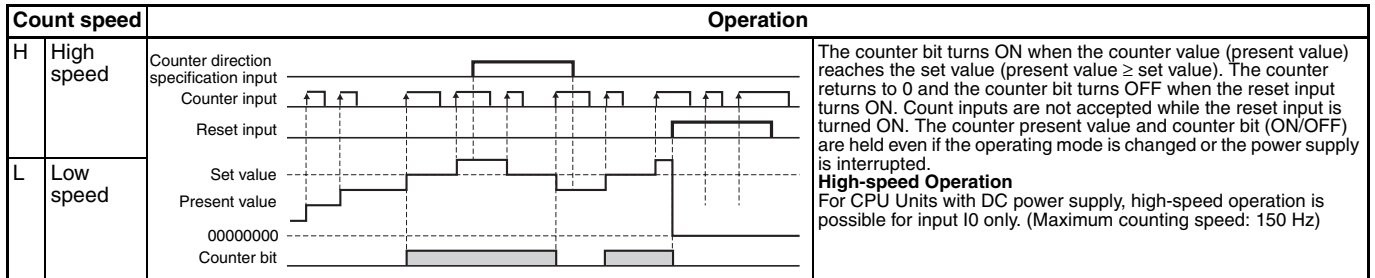 Count speed
Operation
H
High
speed
L
Low
speed
Counter direction
specification input
Counter input
Reset input
Set value
Present value
00000000
Counter bit
The counter bit turns ON when the counter value (present value)
reaches the set value (present value ≥ set value). The counter
returns to 0 and the counter bit turns OFF when the reset input
turns ON. Count inputs are not accepted while the reset input is
turned ON. The counter present value and counter bit (ON/OFF)
are held even if the operating mode is changed or the power supply
is interrupted.
High-speed Operation
For CPU Units with DC power supply, high-speed operation is
possible for input I0 only. (Maximum counting speed: 150 Hz)